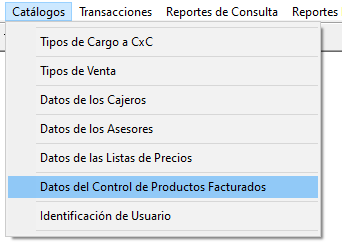 Catálogos Transacciones Reportes de Consulta Reportes
Tipos de Cargo a CxC
Tipos de Venta
Datos de los Cajeros
Datos de los Asesores
Datos de las Listas de Precios
Datos del Control de Productos Facturados
Identificación de Usuario